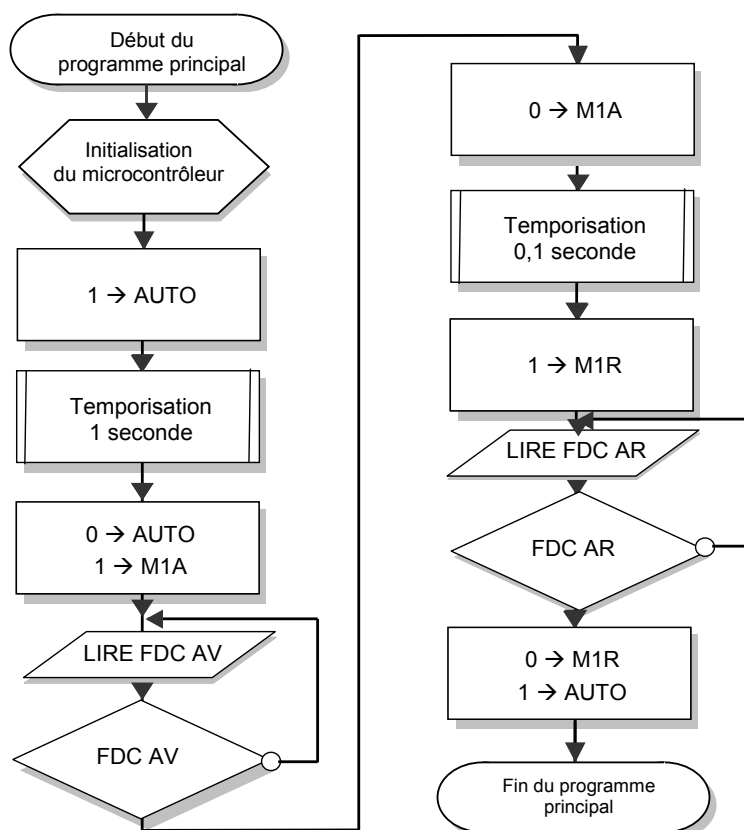 Début du
programme principal
Initialisation
du microcontrôleur
1 → AUTO
Temporisation
1 seconde
0 → AUTO
1 → M1A
LIRE FDC AV
FDC AV
0 → M1A
Temporisation
0,1 seconde
1 → M1R
LIRE FDC AR
FDC AR
0 → M1R
1 → AUTO
Fin du programme
principal